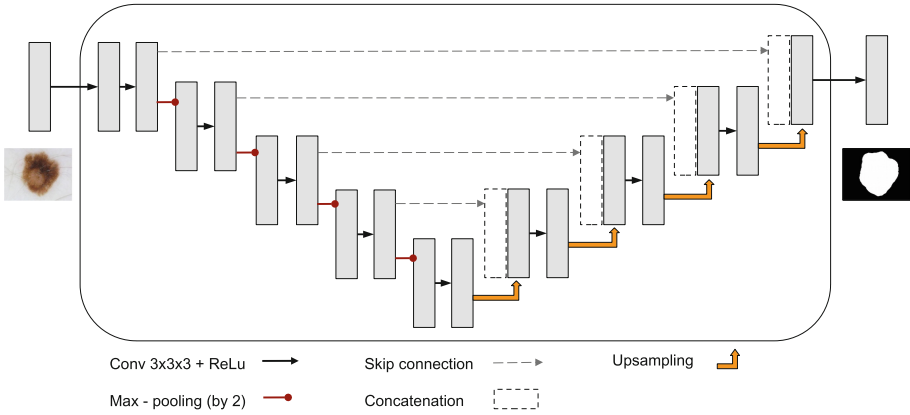 Conv 3x3x3 + ReLu
Skip connection
Upsampling
Max - pooling (by 2)
Concatenation